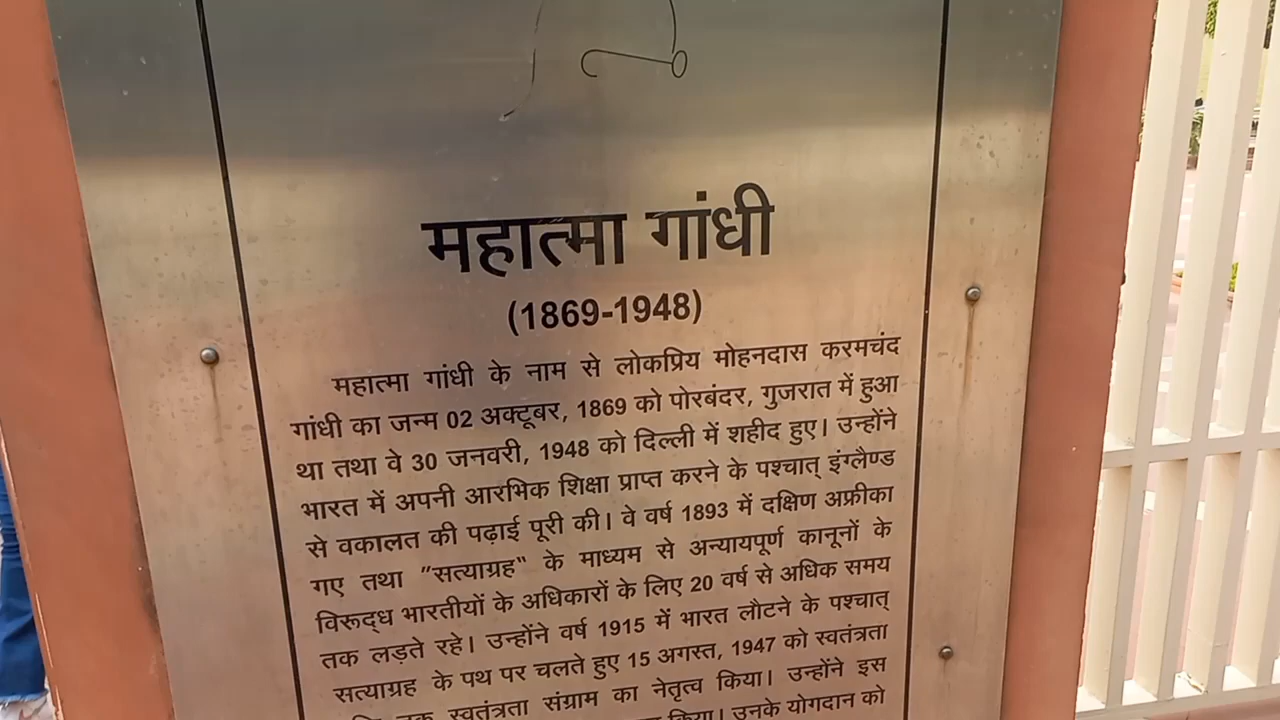 महात्मा गांधी
(1869-1948)
महात्मा गांधी के नाम से लोकप्रिय मोहनदास करमचंद
गांधी का जन्म 02 अक्टूबर, 1869 को पोरबंदर, गुजरात में हुआ
था तथा वे 30 जनवरी, 1948 को दिल्ली में शहीद हुए। उन्होंने
भारत में अपनी आरभिक शिक्षा प्राप्त करने के पश्चात् इंग्लैण्ड
से वकालत की पढ़ाई पूरी की। वे वर्ष 1893 में दक्षिण अफ्रीका
गए तथा "सत्याग्रह" के माध्यम से अन्यायपूर्ण कानूनों के
विरूद्ध भारतीयों के अधिकारों के लिए 20 वर्ष से अधिक समय
तक लड़ते रहे। उन्होंने वर्ष 1915 में भारत लौटने के पश्चात्
सत्याग्रह के पथ पर चलते हुए 15 अगस्त, 1947 को स्वतंत्रता
तक स्वतंत्रता संग्राम का नेतृत्व किया। उन्होंने इस
किया। उनके योगदान को